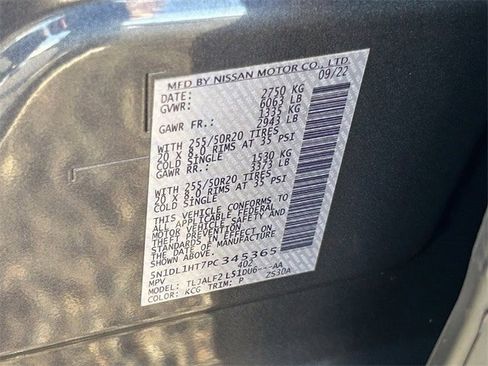 MFD BY NISSAN MOTOR CO., LTD.
DATE: 09/22
GVWR: 2750 KG
6063 LB
GAWR FR.: 1335 KG
2943 LB
WITH 255/50R20 TIRES
20 X 8.0 RIMS AT 35 PSI
COLD SINGLE
GAWR RR.: 1530 KG
3373 LB
WITH 255/50R20 TIRES
20 X 8.0 RIMS AT 35 PSI
COLD SINGLE
THIS VEHICLE CONFORMS TO
ALL APPLICABLE FEDERAL
MOTOR VEHICLE SAFETY AND
THEFT PREVENTION
STANDARDS IN EFFECT ON
THE DATE OF MANUFACTURE
SHOWN ABOVE.
5N1DL1HT7PC 345365
MPV 402
TLJALF2 L51DU6---AA
COLOR: KCG TRIM: P 2S30A